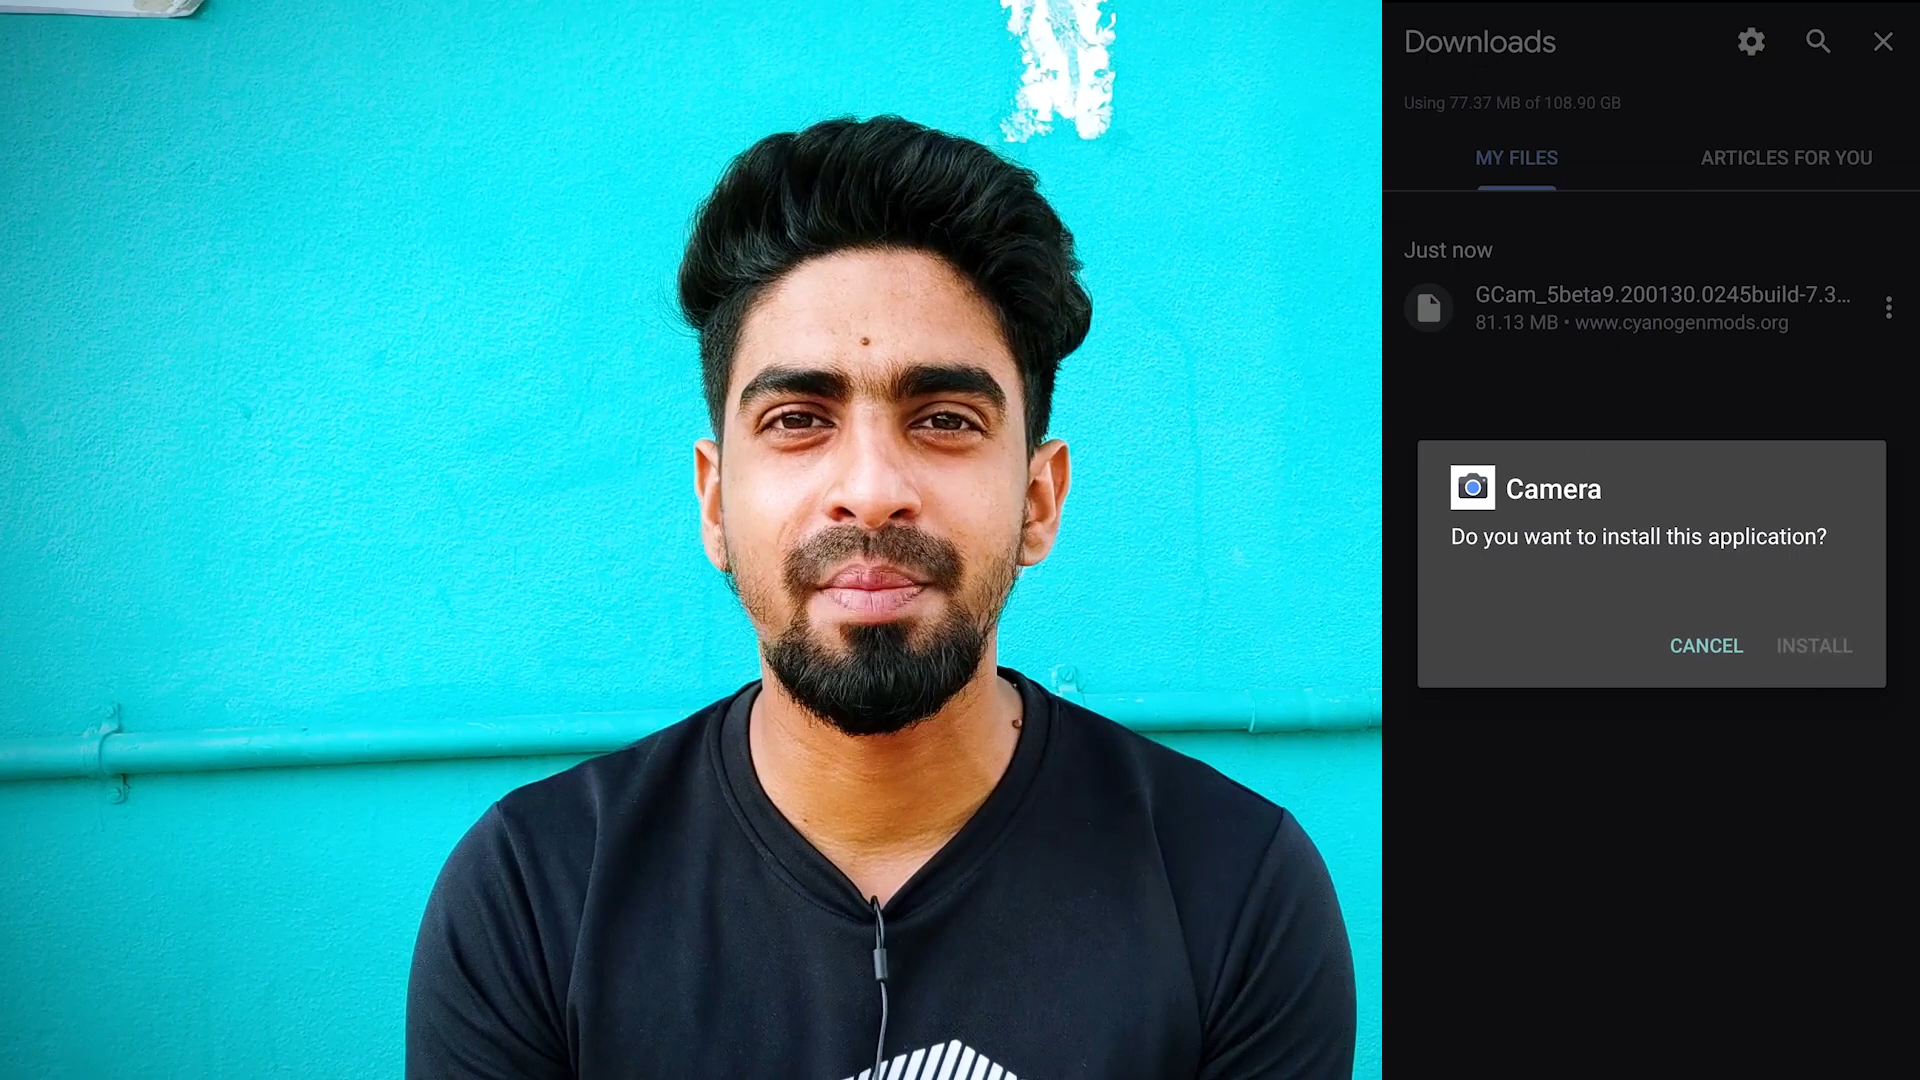 Downloads
Using 77.37 MB of 108.90 GB
MY FILES
ARTICLES FOR YOU
Just now
GCam_5beta9.200130.0245build-7.3...
81.13 MB • www.cyanogenmods.org
Camera
Do you want to install this application?
CANCEL INSTALL